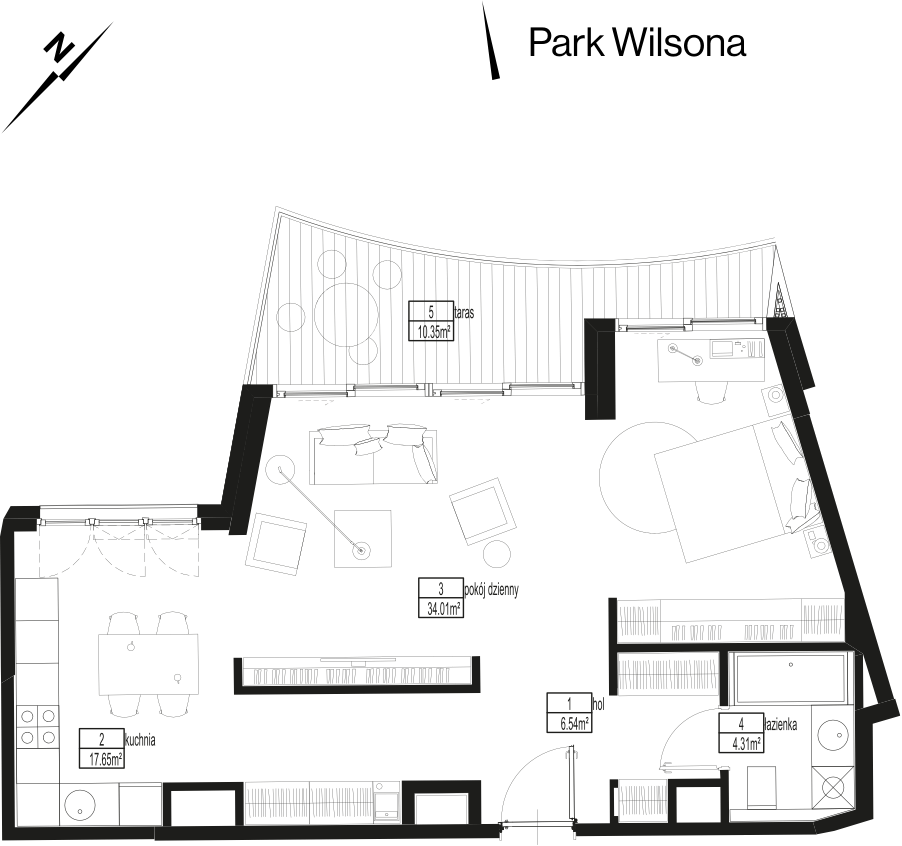 N
Park Wilsona
5 taras
10.35m²
3 pokój dzienny
34.01m²
1 hol
6.54m²
4 łazienka
4.31m²
2 kuchnia
17.65m²